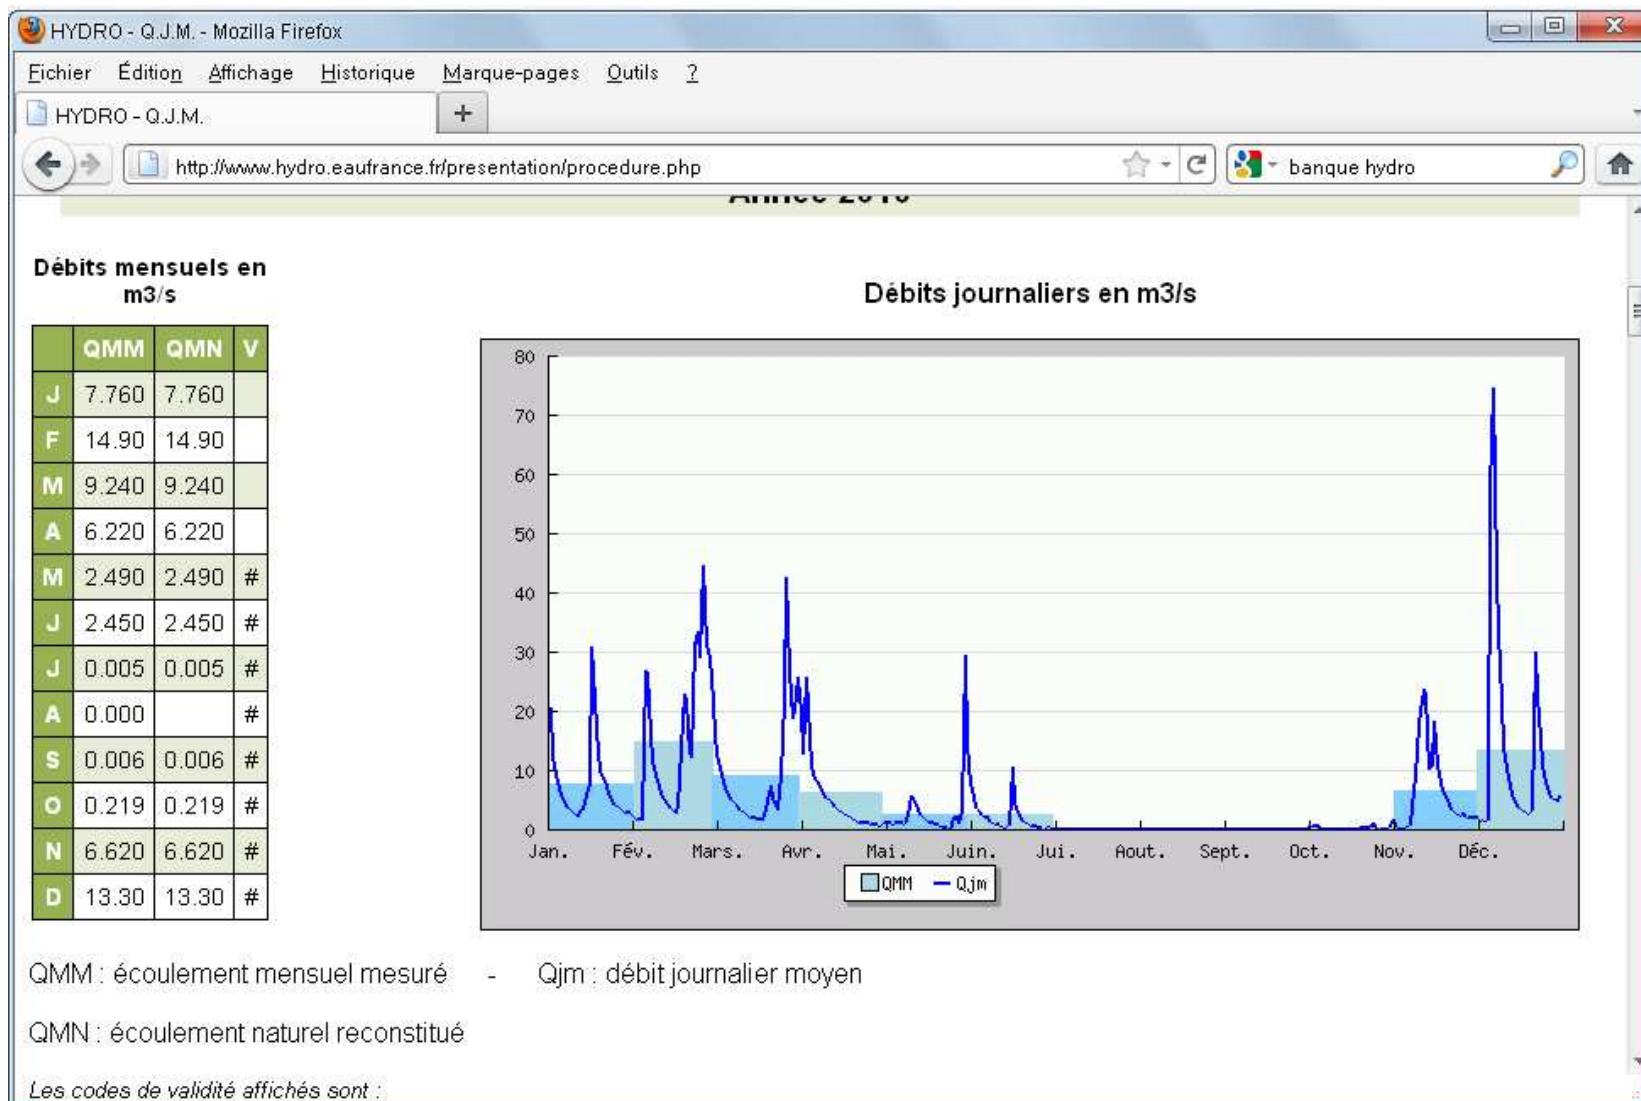 HYDRO - Q.J.M. - Mozilla Firefox
Fichier Édition Affichage Historique Marque-pages Outils ?
HYDRO - Q.J.M.
http://www.hydro.eaufrance.fr/presentation/procedure.php
banque hydro
Débits mensuels en
m3/s
QMM QMN V
J 7.760 7.760
F 14.90 14.90
M 9.240 9.240
A 6.220 6.220
M 2.490 2.490 #
J 2.450 2.450 #
J 0.005 0.005 #
A 0.000 #
S 0.006 0.006 #
O 0.219 0.219 #
N 6.620 6.620 #
D 13.30 13.30 #
Débits journaliers en m3/s
80
70
60
50
40
30
20
10
0
Jan. Fév. Mars. Avr. Mai. Juin. Jui. Aout. Sept. Oct. Nov. Déc.
QMM Qjm
QMM : écoulement mensuel mesuré - Qjm : débit journalier moyen
QMN : écoulement naturel reconstitué
Les codes de validité affichés sont :